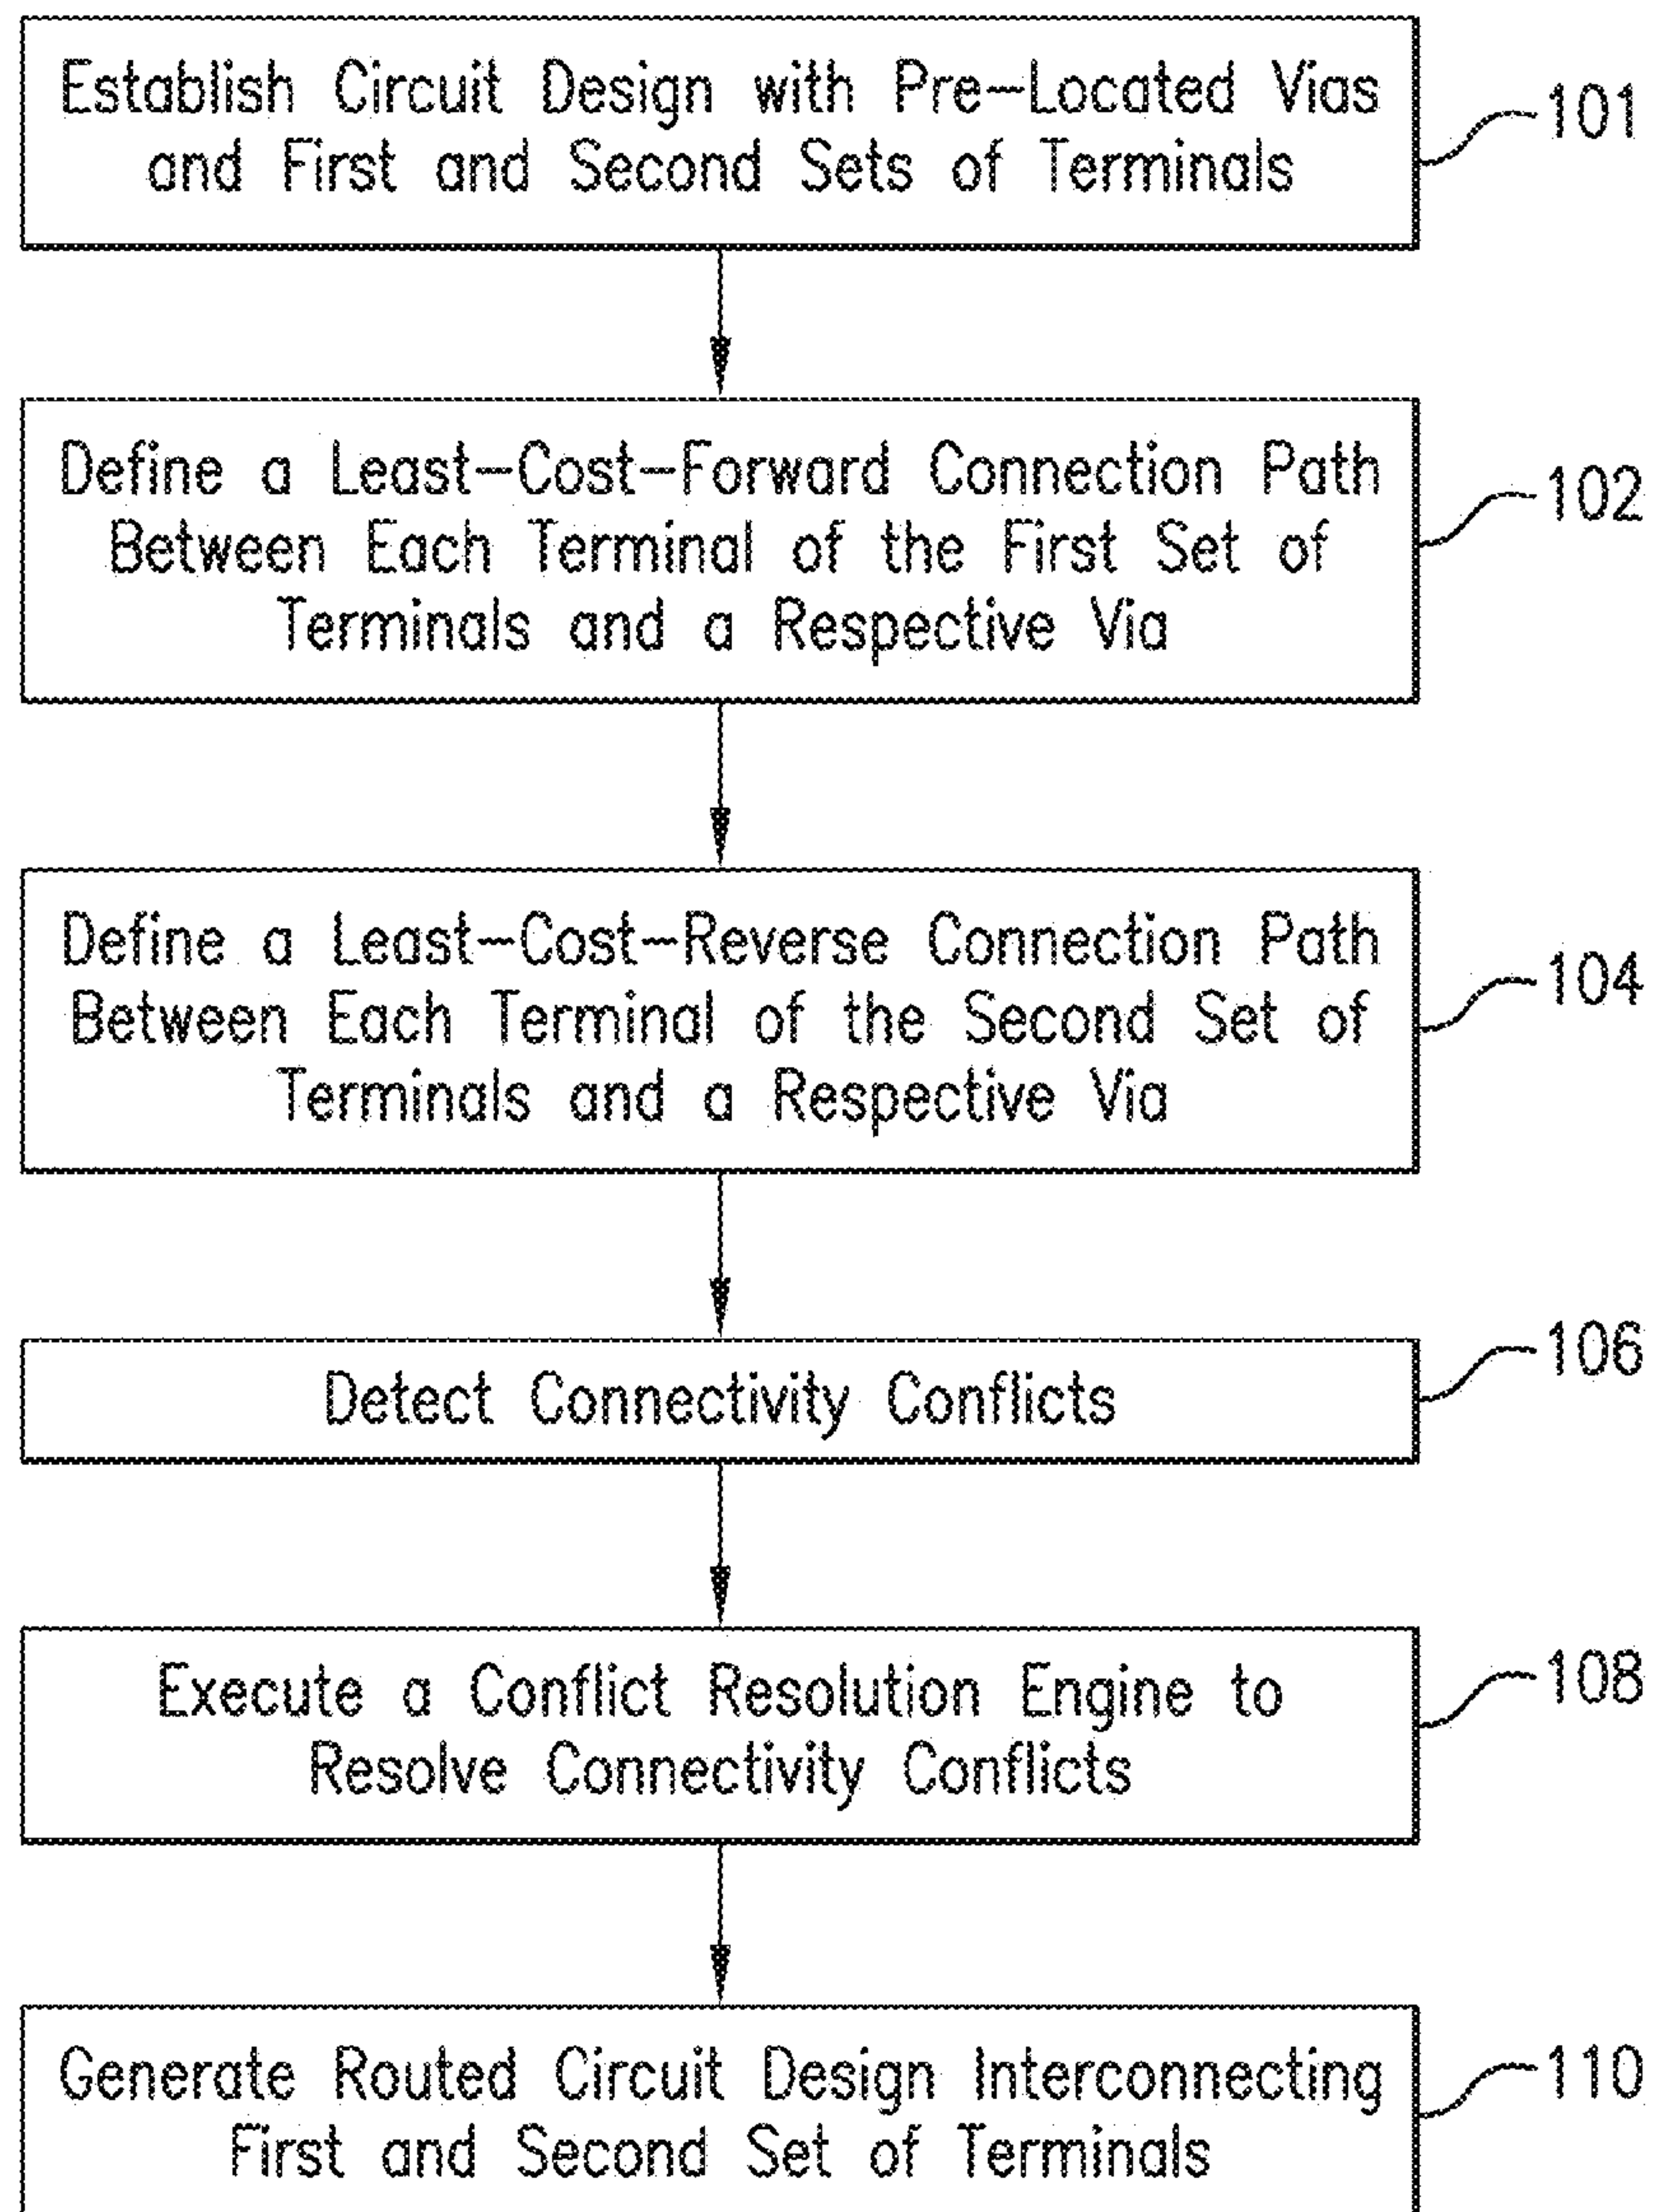 Establish Circuit Design with Pre-Located Vias
and First and Second Sets of Terminals
101
Define a Least-Cost-Forward Connection Path
Between Each Terminal of the First Set of
Terminals and a Respective Via
102
Define a Least-Cost-Reverse Connection Path
Between Each Terminal of the Second Set of
Terminals and a Respective Via
104
Detect Connectivity Conflicts
106
Execute a Conflict Resolution Engine to
Resolve Connectivity Conflicts
108
Generate Routed Circuit Design Interconnecting
First and Second Set of Terminals
110